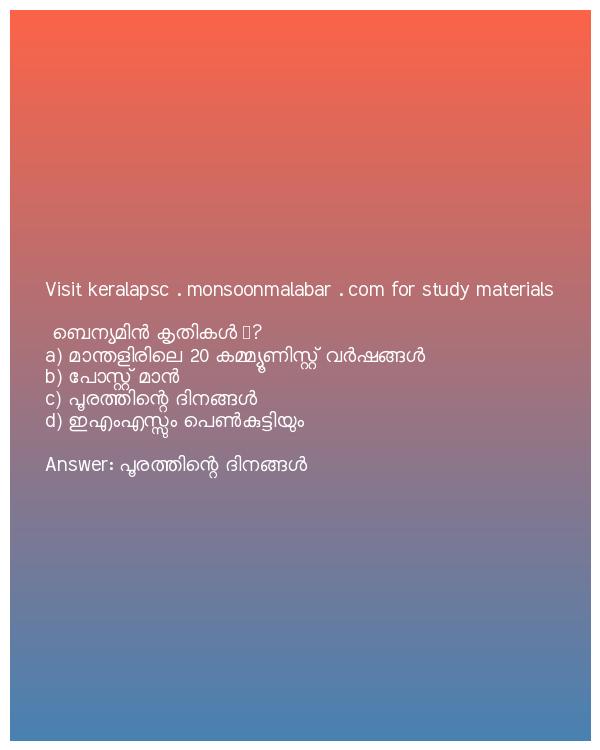 Visit keralapsc . monsoonmalabar . com for study materials
ബെന്യമിൻ കൃതികൾ ?
a) മാന്തളിരിലെ 20 കമ്മ്യൂണിസ്റ്റ് വർഷങ്ങൾ
b) പോസ്റ്റ് മാൻ
c) പൂരത്തിന്റെ ദിനങ്ങൾ
d) ഇഎംഎസ്സും പെൺകുട്ടിയും
Answer: പൂരത്തിന്റെ ദിനങ്ങൾ